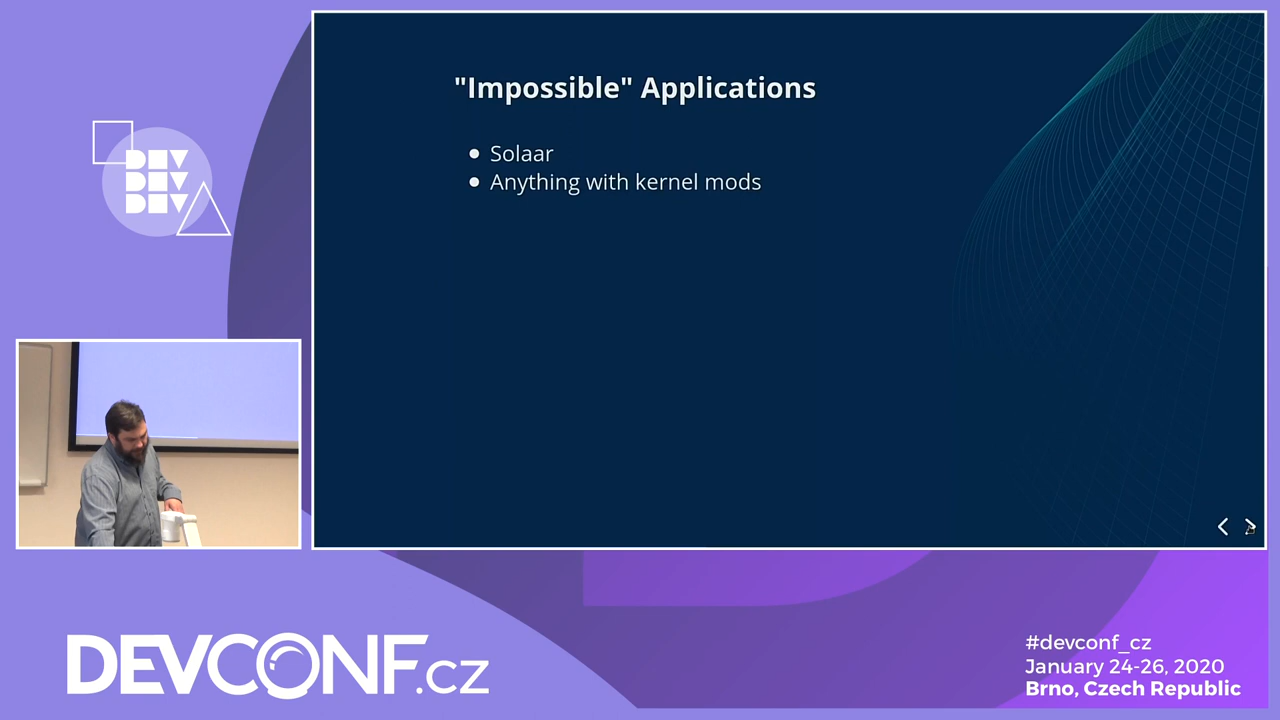 "Impossible" Applications
Solaar
Anything with kernel mods
DEV
DEV
DEV
DEVCONF.cz
#devconf_cz
January 24-26, 2020
Brno, Czech Republic